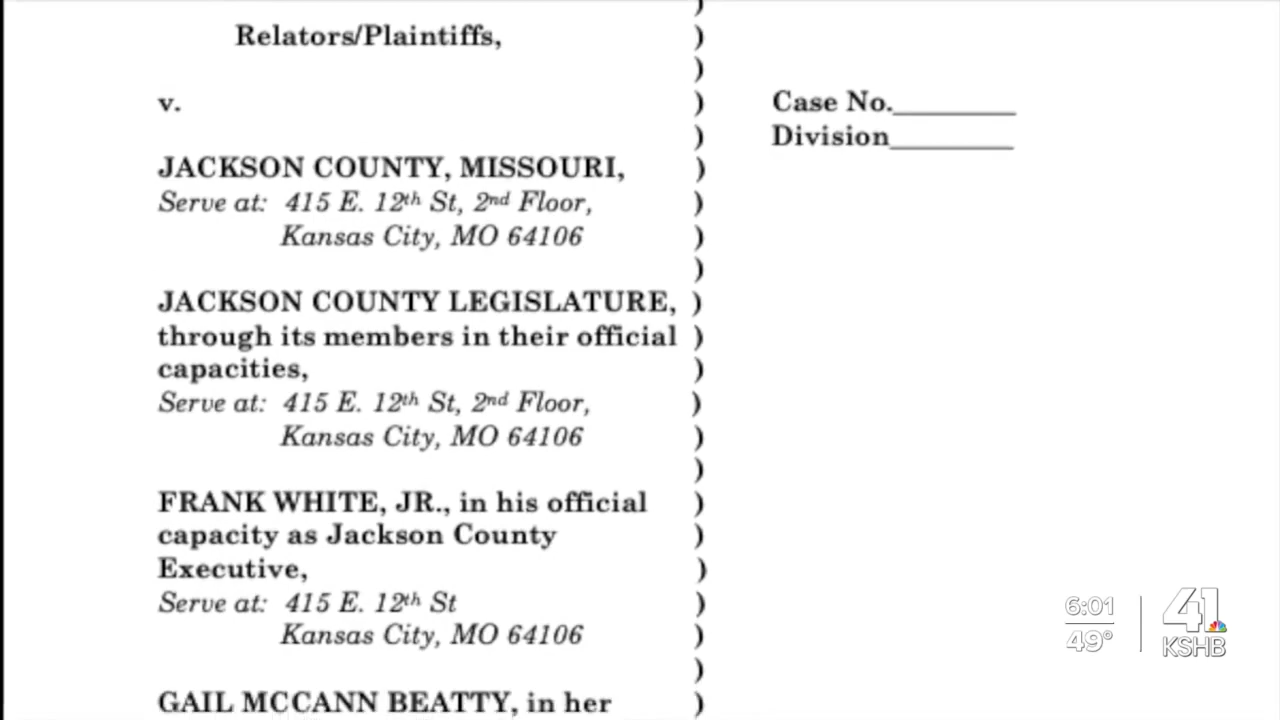 )
Relators/Plaintiffs, )
)
v. )
Case No._________
)
Division_________
JACKSON COUNTY, MISSOURI, )
Serve at: 415 E. 12th St, 2nd Floor, )
Kansas City, MO 64106 )
)
JACKSON COUNTY LEGISLATURE, )
through its members in their official )
capacities, )
Serve at: 415 E. 12th St, 2nd Floor, )
Kansas City, MO 64106 )
)
FRANK WHITE, JR., in his official )
capacity as Jackson County )
Executive, )
Serve at: 415 E. 12th St )
Kansas City, MO 64106 )
)
GAIL MCCANN BEATTY, in her )
6:01
49°
41
KSHB